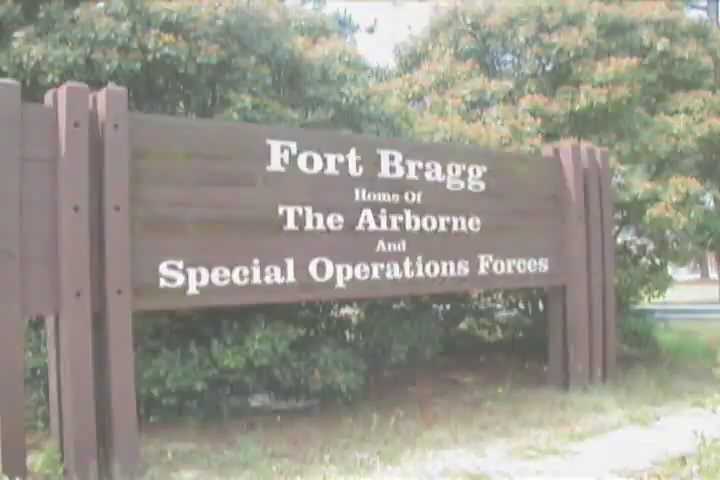 Fort Bragg
Home Of
The Airborne
And
Special Operations Forces